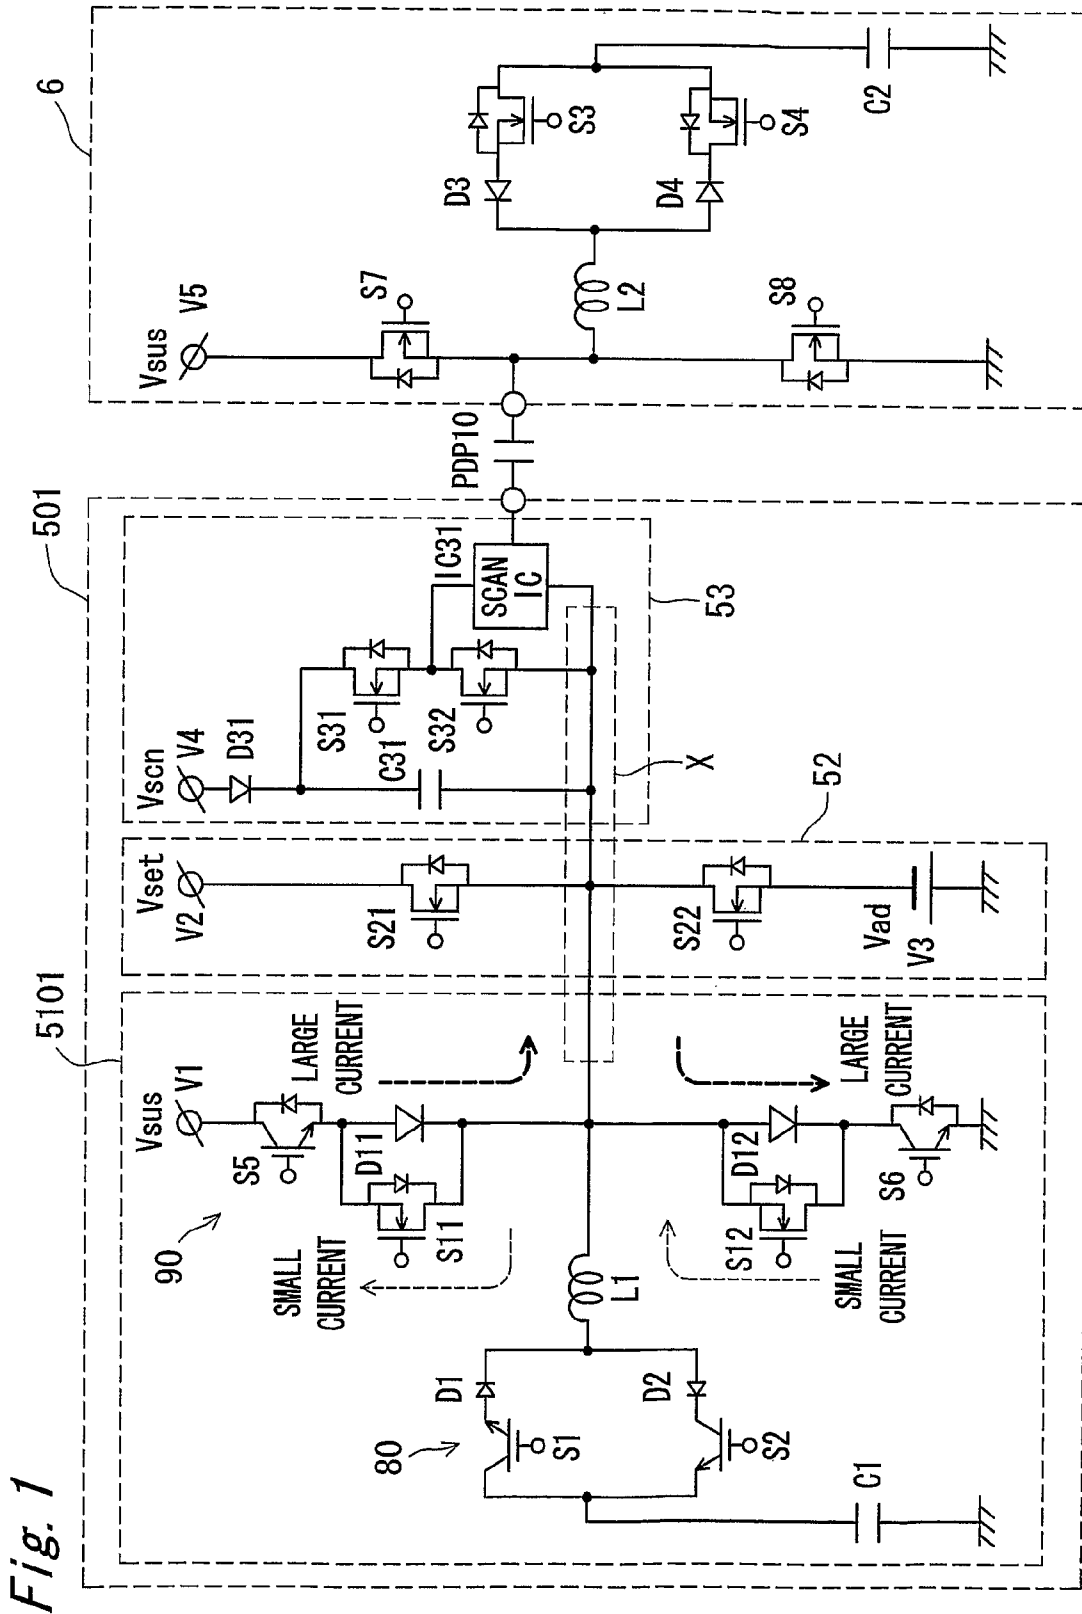 Fig. 1
501
5101
6
Vsus
V1
Vset
V2
Vscn
V4
D31
Vsus
V5
90
S5
LARGE
CURRENT
D11
S11
SMALL
CURRENT
S21
S31
C31
S32
IC31
SCAN
IC
PDP10
S7
D3
S3
80
D1
S1
L1
X
53
L2
D2
S2
SMALL
CURRENT
S12
D12
LARGE
CURRENT
S6
S22
Vad
V3
52
S8
D4
S4
C1
C2